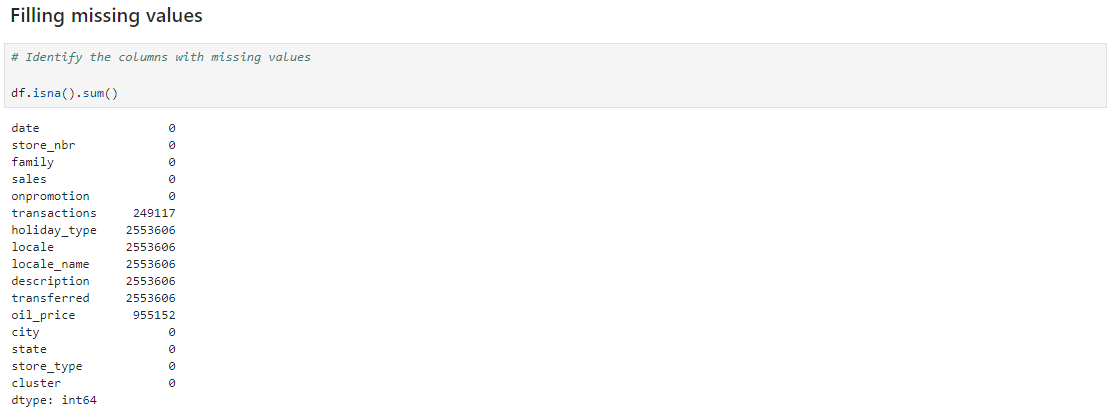 Filling missing values
# Identify the columns with missing values
df.isna().sum()
date 0
store_nbr 0
family 0
sales 0
onpromotion 0
transactions 249117
holiday_type 2553606
locale 2553606
locale_name 2553606
description 2553606
transferred 2553606
oil_price 955152
city 0
state 0
store_type 0
cluster 0
dtype: int64